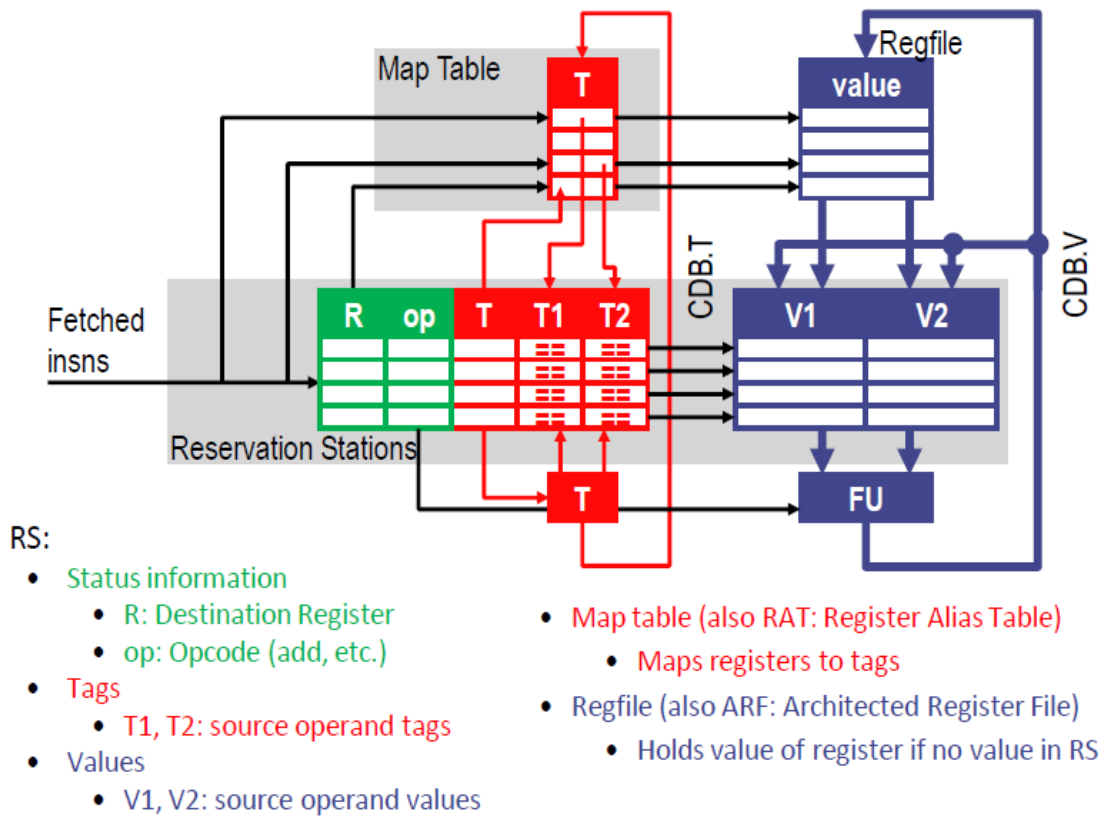 Regfile
Map Table
T
value
CDB.T
CDB.V
R op T T1 T2
V1 V2
Fetched
insns
== ==
== ==
== ==
== ==
Reservation Stations
T
FU
RS:
• Status information
• R: Destination Register
• op: Opcode (add, etc.)
• Tags
• T1, T2: source operand tags
• Values
• V1, V2: source operand values
• Map table (also RAT: Register Alias Table)
• Maps registers to tags
• Regfile (also ARF: Architected Register File)
• Holds value of register if no value in RS